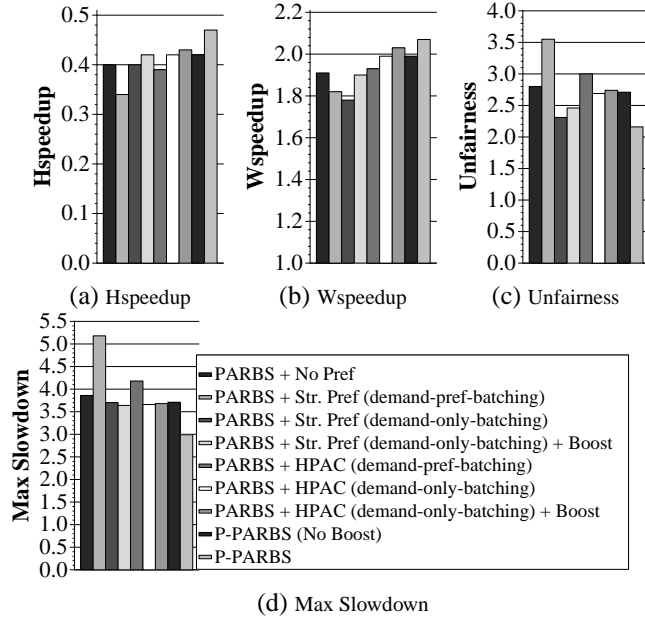 0.5
0.4
0.3
0.2
0.1
0.0
Hspeedup
(a) Hspeedup
2.2
2.0
1.8
1.6
1.4
1.2
1.0
Wspeedup
(b) Wspeedup
4.0
3.5
3.0
2.5
2.0
1.5
1.0
0.5
0.0
Unfairness
(c) Unfairness
5.5
5.0
4.5
4.0
3.5
3.0
2.5
2.0
1.5
1.0
0.5
0.0
Max Slowdown
PARBS + No Pref
PARBS + Str. Pref (demand-pref-batching)
PARBS + Str. Pref (demand-only-batching)
PARBS + Str. Pref (demand-only-batching) + Boost
PARBS + HPAC (demand-pref-batching)
PARBS + HPAC (demand-only-batching)
PARBS + HPAC (demand-only-batching) + Boost
P-PARBS (No Boost)
P-PARBS
(d) Max Slowdown